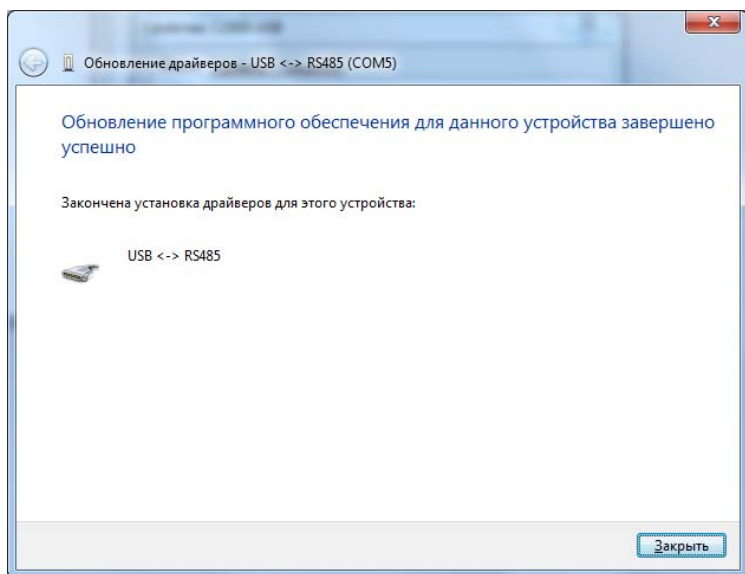 Обновление драйверов - USB <-> RS485 (COM5)
Обновление программного обеспечения для данного устройства завершено
успешно
Закончена установка драйверов для этого устройства:
USB <-> RS485
Закрыть